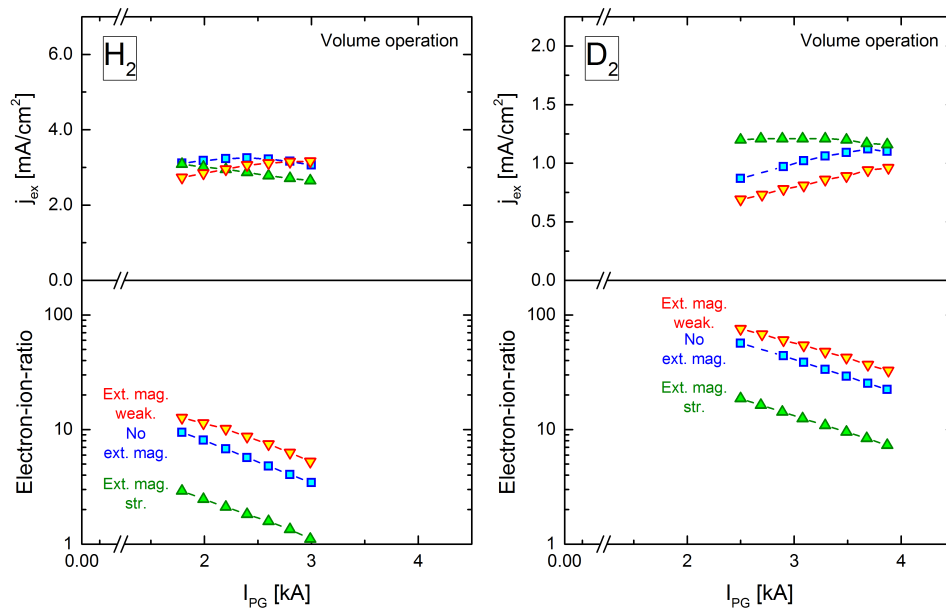 H2
Volume operation
6.0
4.0
2.0
0.0
jex [mA/cm²]
100
10
1
Electron-ion-ratio
Ext. mag.
weak.
No
ext. mag.
Ext. mag.
str.
0.00
2
3
4
IPG [kA]
D2
Volume operation
2.0
1.5
1.0
0.5
0.0
jex [mA/cm²]
100
10
1
Electron-ion-ratio
Ext. mag.
weak.
No
ext. mag.
Ext. mag.
str.
0.00
2
3
4
IPG [kA]